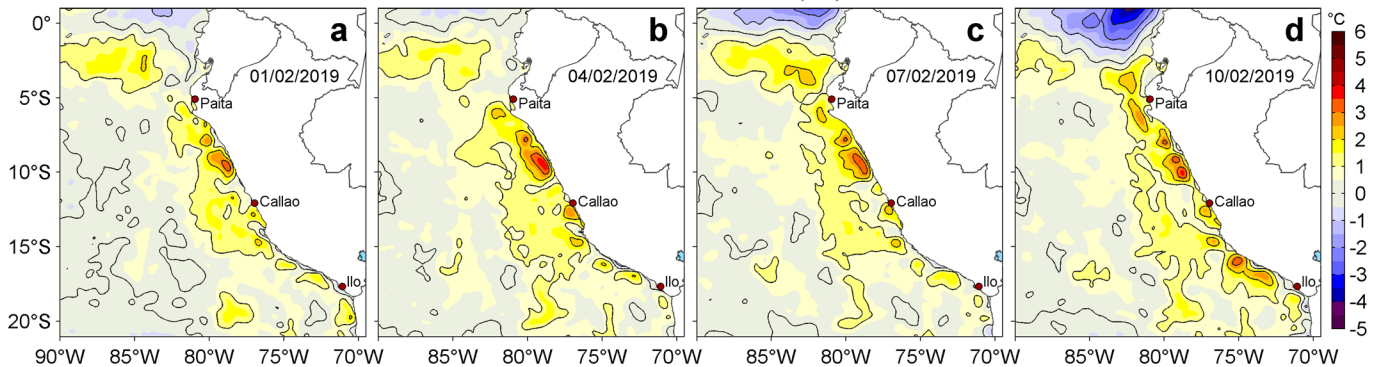 a
b
c
d
°C
01/02/2019
04/02/2019
07/02/2019
10/02/2019
Paita
Callao
Ilo
Paita
Callao
Ilo
Paita
Callao
Ilo
Paita
Callao
Ilo
0°
5°S
10°S
15°S
20°S
90°W 85°W 80°W 75°W 70°W
85°W 80°W 75°W 70°W
85°W 80°W 75°W 70°W
85°W 80°W 75°W 70°W
6
5
4
3
2
1
0
-1
-2
-3
-4
-5